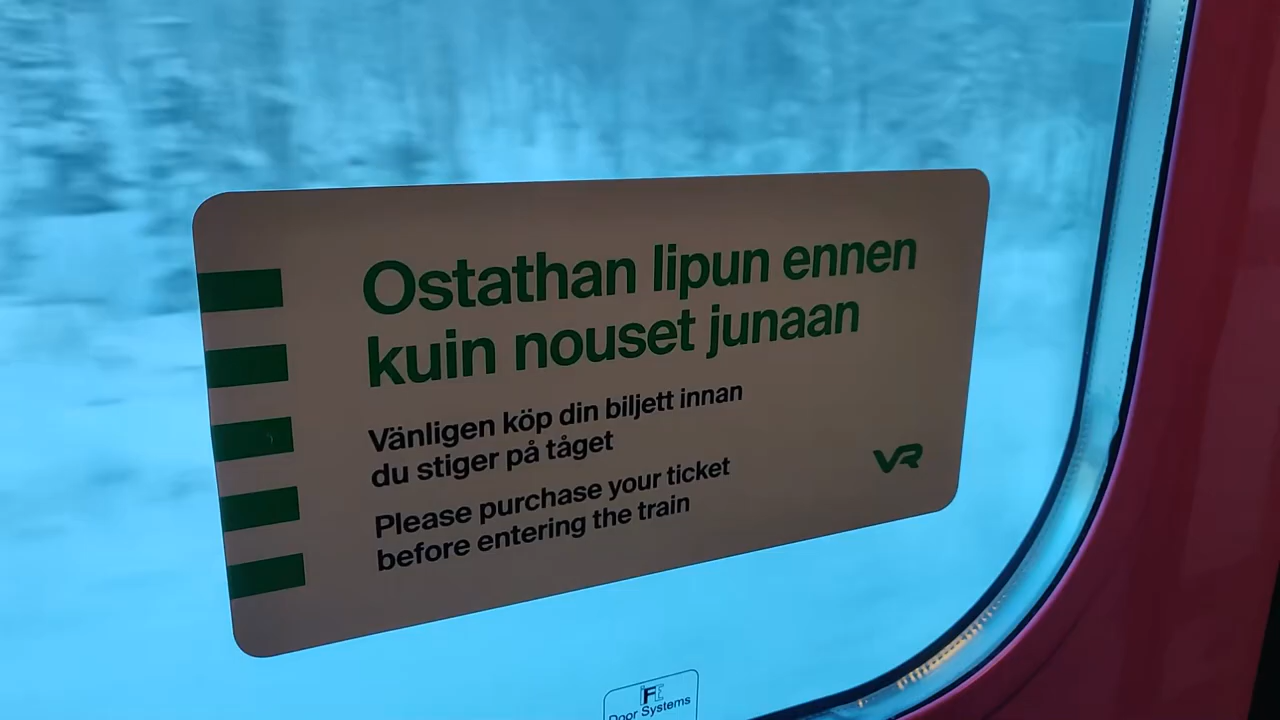 Ostathan lipun ennen
kuin nouset junaan
Vänligen köp din biljett innan
du stiger på tåget
Please purchase your ticket
before entering the train
VR
IFE
Door Systems